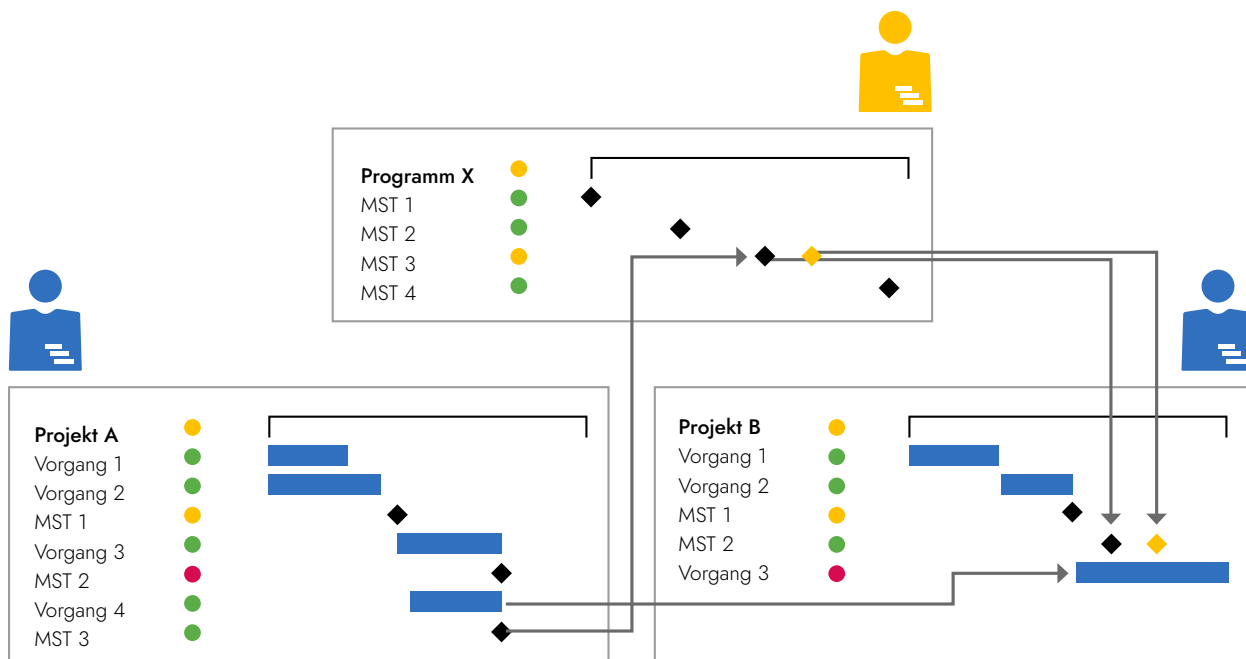 Programm X
MST 1
MST 2
MST 3
MST 4
Projekt A
Vorgang 1
Vorgang 2
MST 1
Vorgang 3
MST 2
Vorgang 4
MST 3
Projekt B
Vorgang 1
Vorgang 2
MST 1
MST 2
Vorgang 3